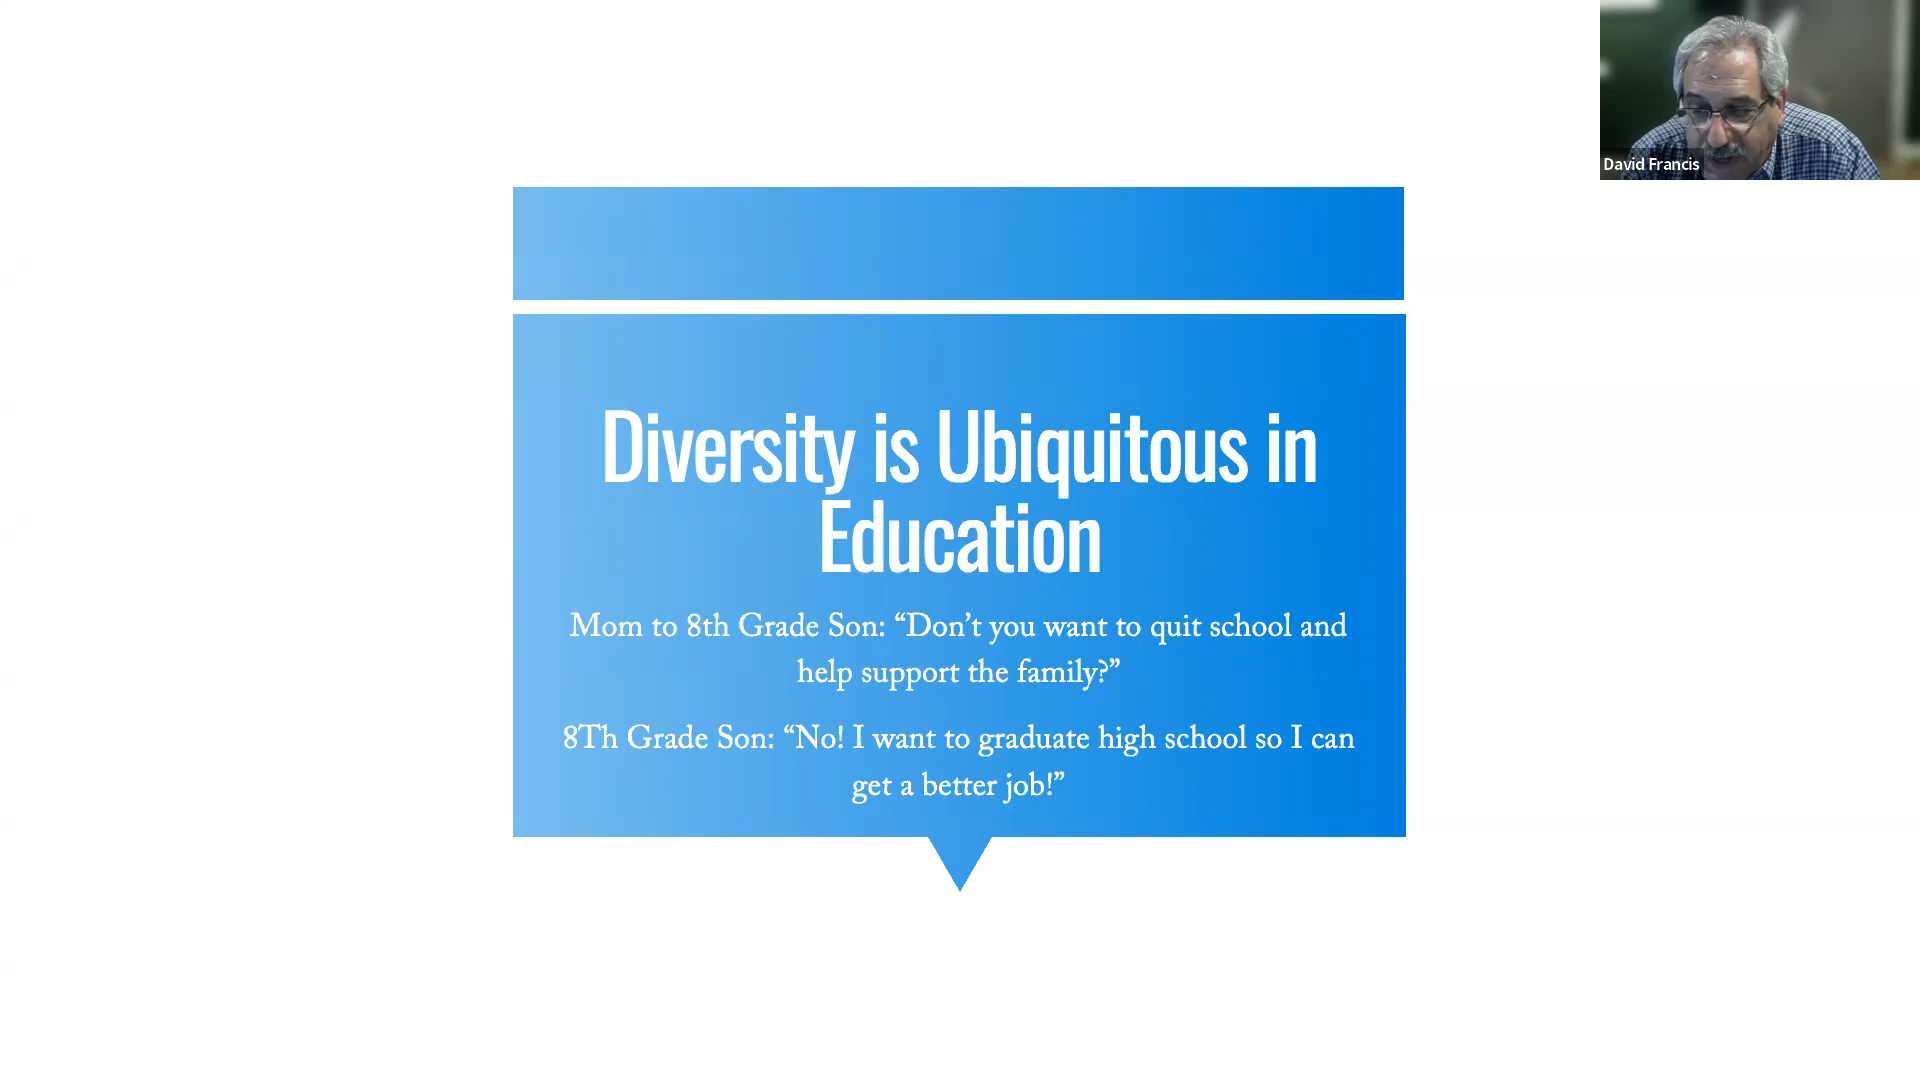 David Francis
Diversity is Ubiquitous in
Education
Mom to 8th Grade Son: “Don’t you want to quit school and
help support the family?”
8Th Grade Son: “No! I want to graduate high school so I can
get a better job!”